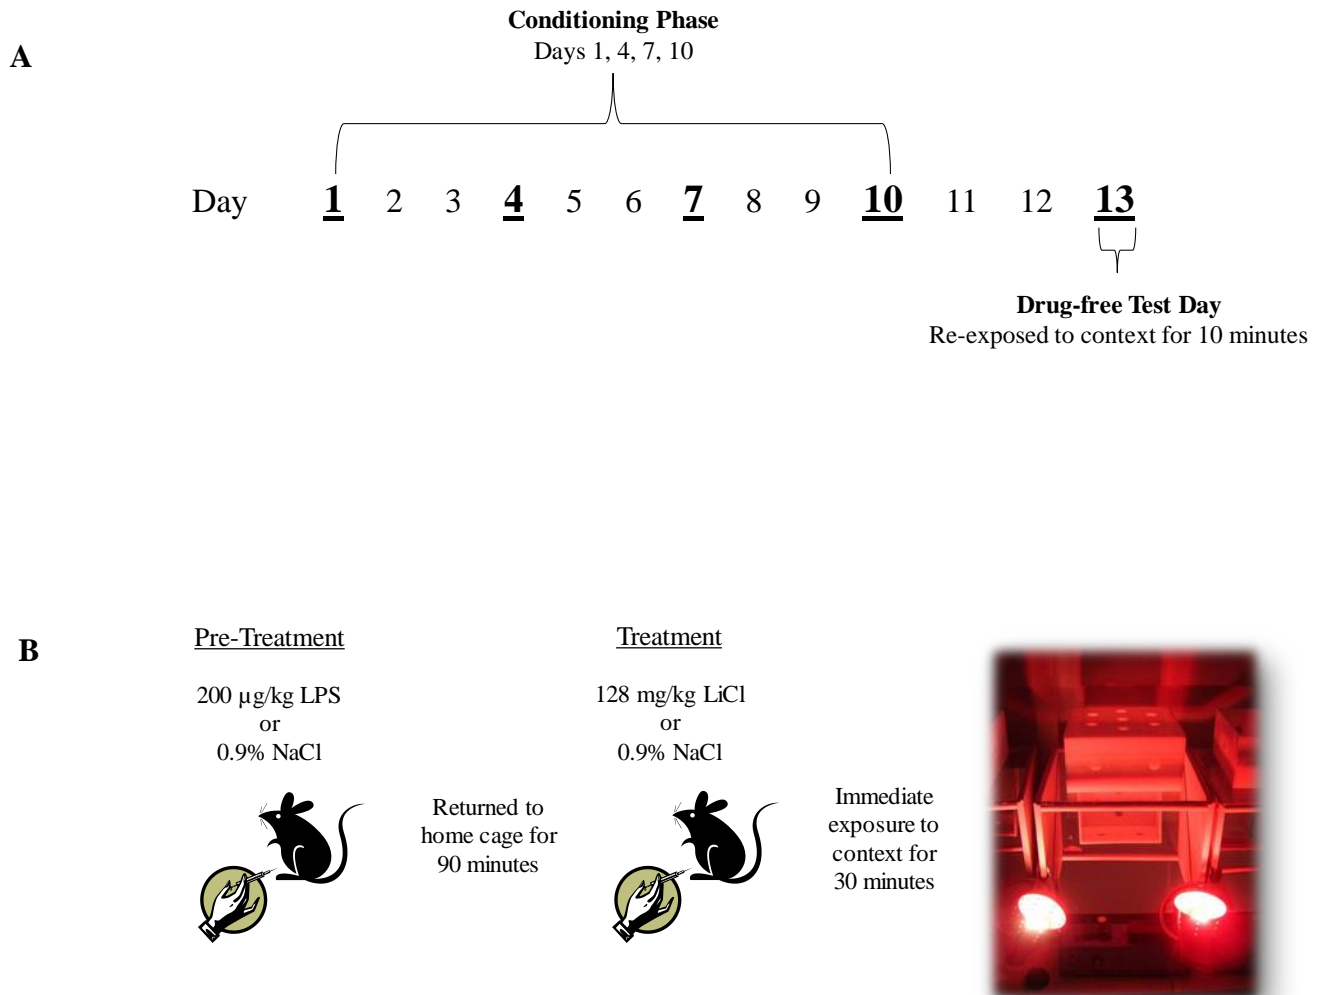 A
Conditioning Phase
Days 1, 4, 7, 10
Day 1 2 3 4 5 6 7 8 9 10 11 12 13
Drug-free Test Day
Re-exposed to context for 10 minutes
B
Pre-Treatment
200 µg/kg LPS
or
0.9% NaCl
Returned to
home cage for
90 minutes
Treatment
128 mg/kg LiCl
or
0.9% NaCl
Immediate
exposure to
context for
30 minutes